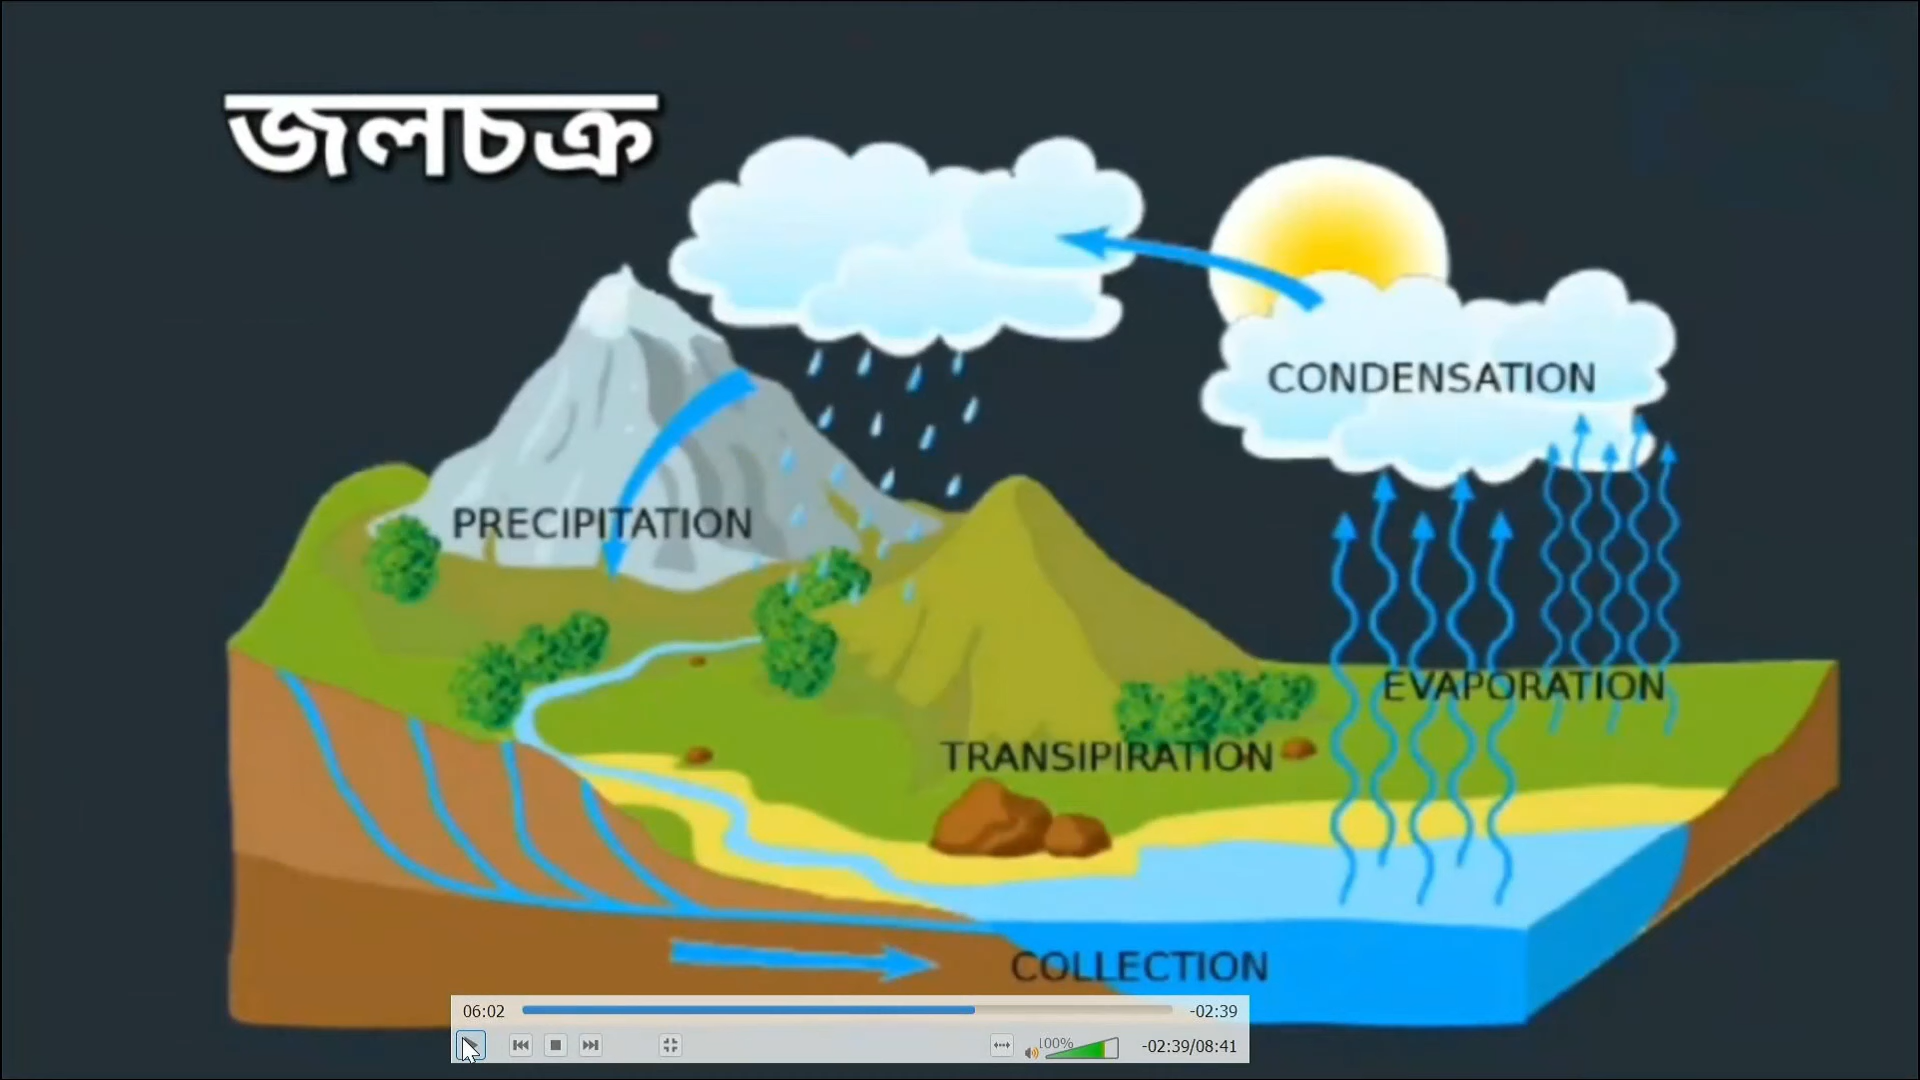 জলচক্র
CONDENSATION
PRECIPITATION
EVAPORATION
TRANSIPIRATION
COLLECTION
06:02 -02:39
100% -02:39/08:41